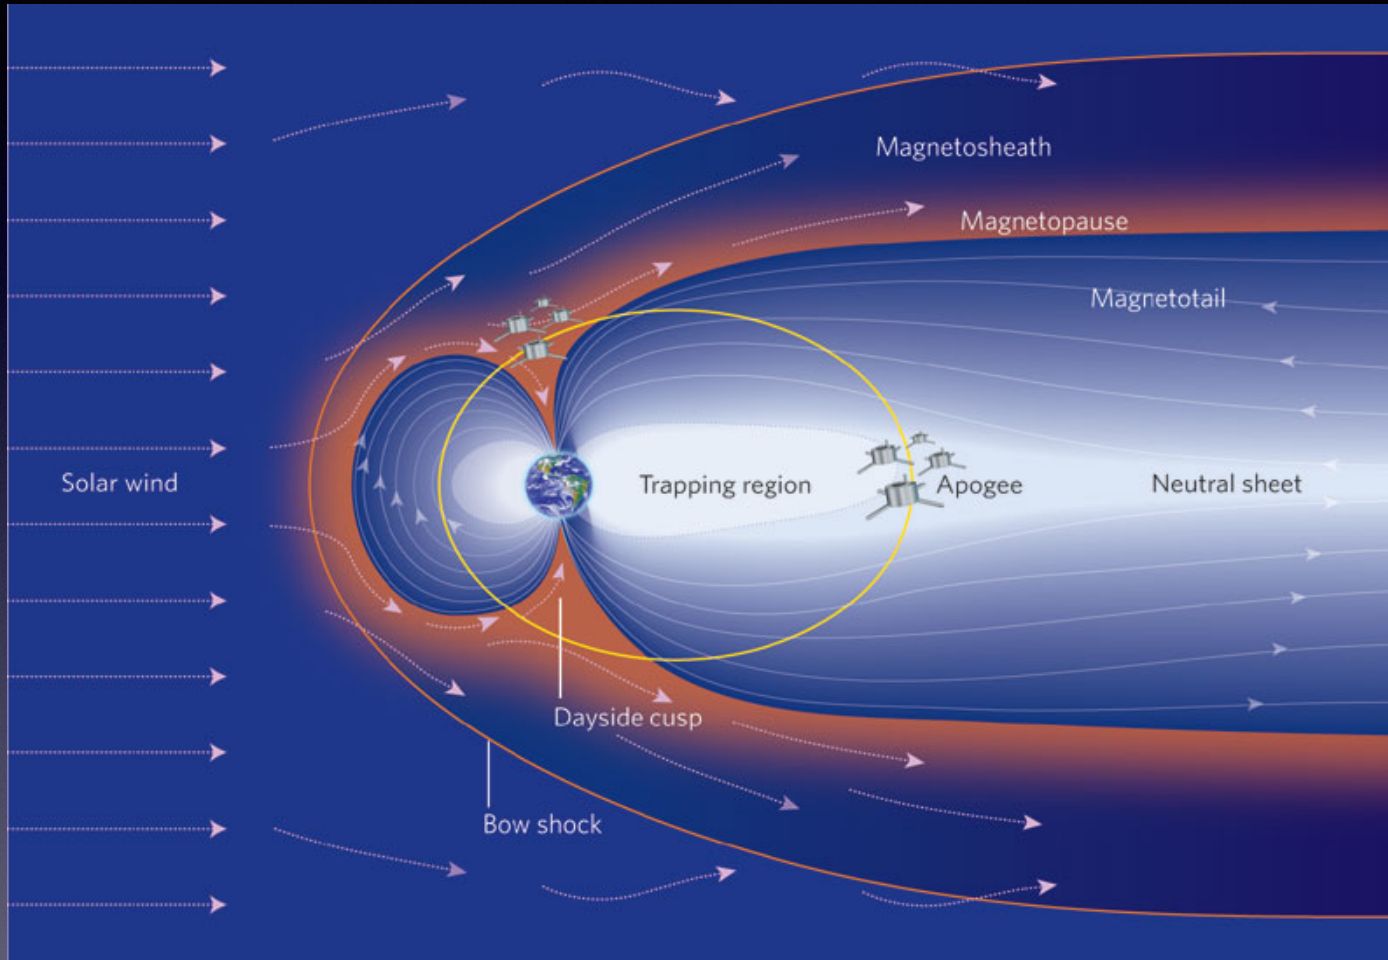 Magnetosheath
Magnetopause
Magnetotail
Solar wind
Trapping region
Apogee
Neutral sheet
Dayside cusp
Bow shock